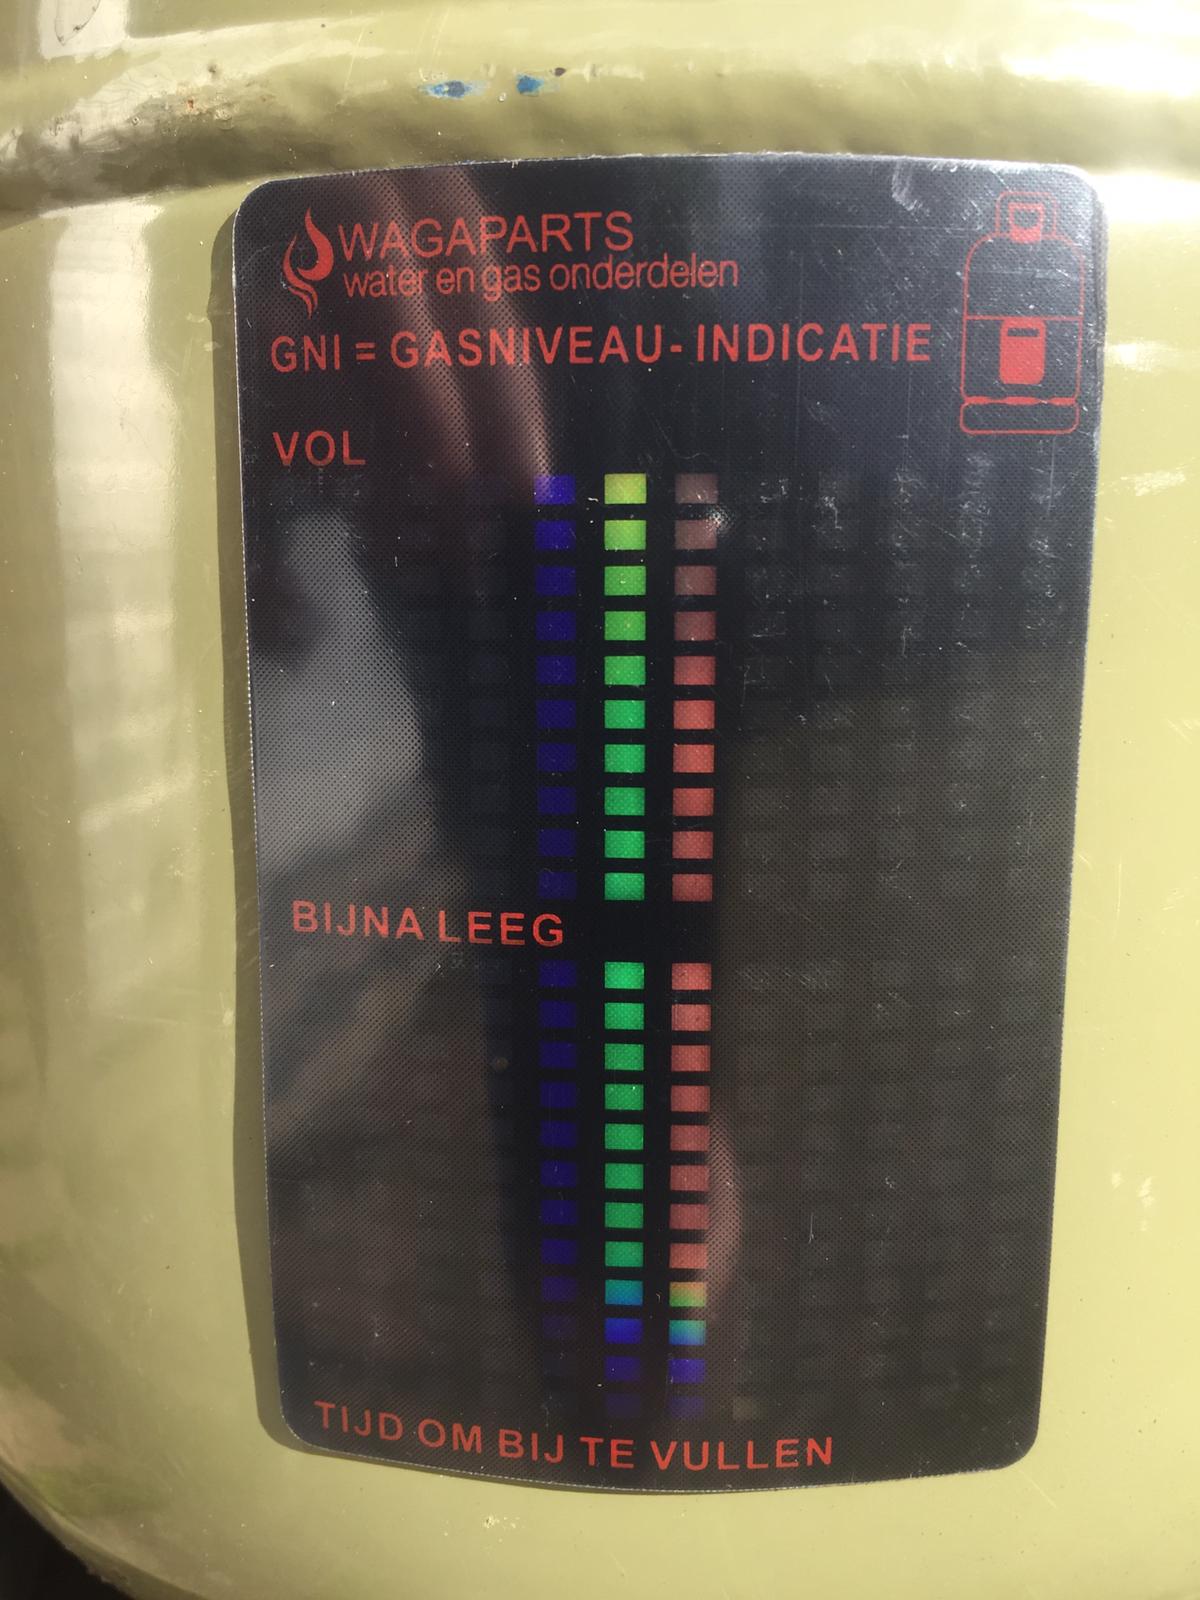 WAGAPARTS
water en gas onderdelen
GNI = GASNIVEAU-INDICATIE
VOL
BIJNA LEEG
TIJD OM BIJ TE VULLEN